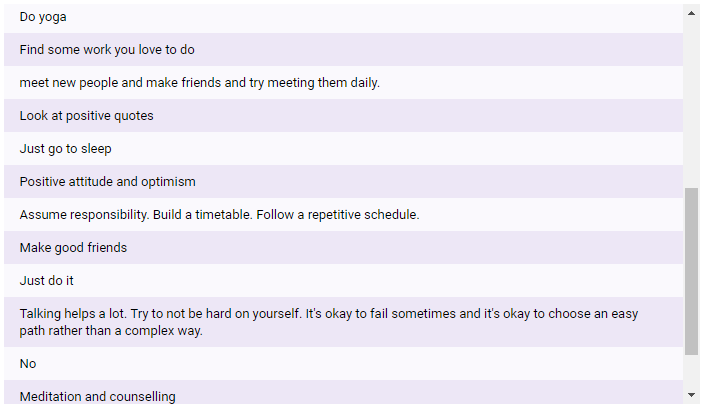 Do yoga
Find some work you love to do
meet new people and make friends and try meeting them daily.
Look at positive quotes
Just go to sleep
Positive attitude and optimism
Assume responsibility. Build a timetable. Follow a repetitive schedule.
Make good friends
Just do it
Talking helps a lot. Try to not be hard on yourself. It's okay to fail sometimes and it's okay to choose an easy
path rather than a complex way.
No
Meditation and counselling